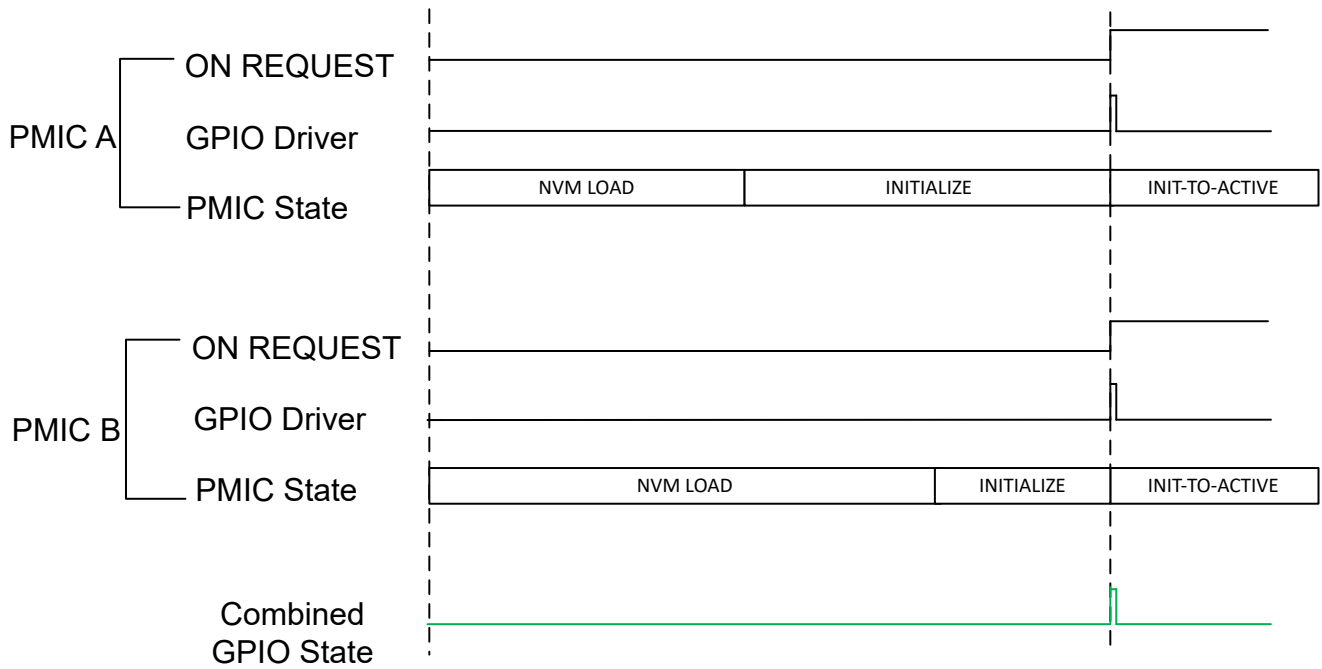 ON REQUEST
PMIC A
GPIO Driver
NVM LOAD
INITIALIZE
INIT-TO-ACTIVE
PMIC State
ON REQUEST
GPIO Driver
PMIC B
PMIC State
NVM LOAD
INITIALIZE
INIT-TO-ACTIVE
Combined
GPIO State